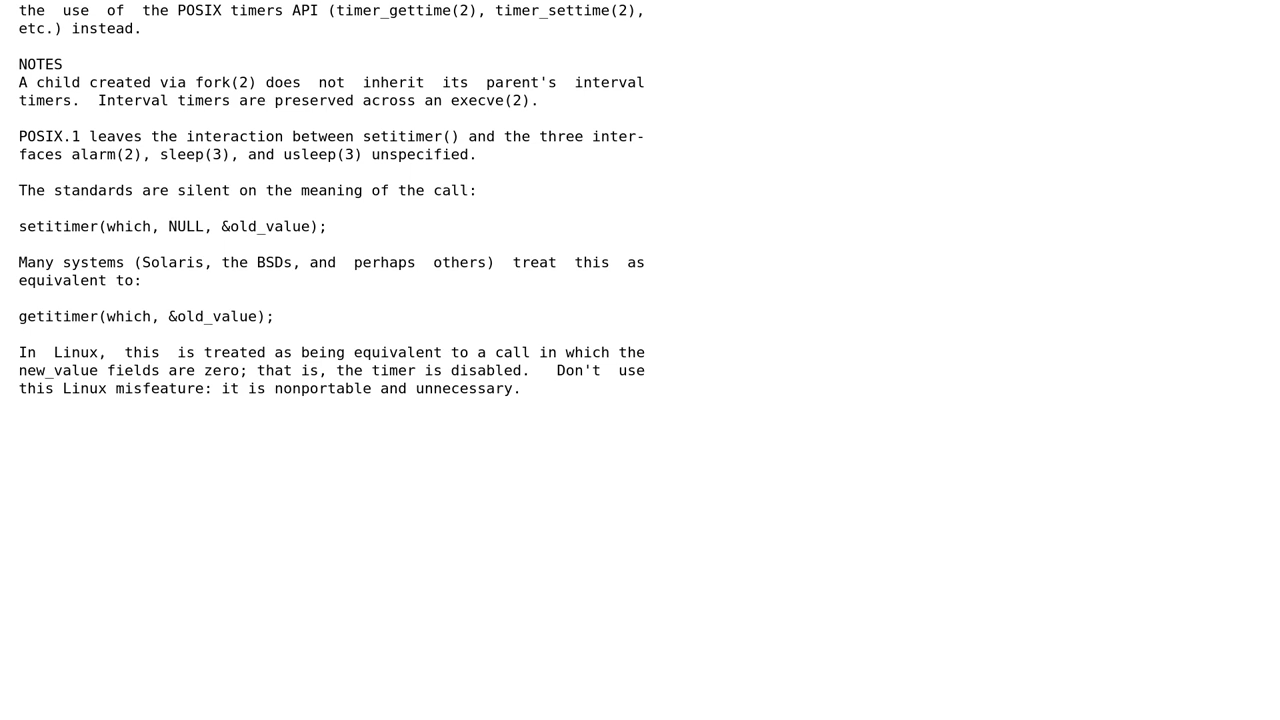 the  use  of  the POSIX timers API (timer_gettime(2), timer_settime(2),
etc.) instead.

NOTES
A child created via fork(2) does  not  inherit  its  parent's  interval
timers.  Interval timers are preserved across an execve(2).

POSIX.1 leaves the interaction between setitimer() and the three inter-
faces alarm(2), sleep(3), and usleep(3) unspecified.

The standards are silent on the meaning of the call:

setitimer(which, NULL, &old_value);

Many systems (Solaris, the BSDs, and  perhaps  others)  treat  this  as
equivalent to:

getitimer(which, &old_value);

In  Linux,  this  is treated as being equivalent to a call in which the
new_value fields are zero; that is, the timer is disabled.   Don't  use
this Linux misfeature: it is nonportable and unnecessary.